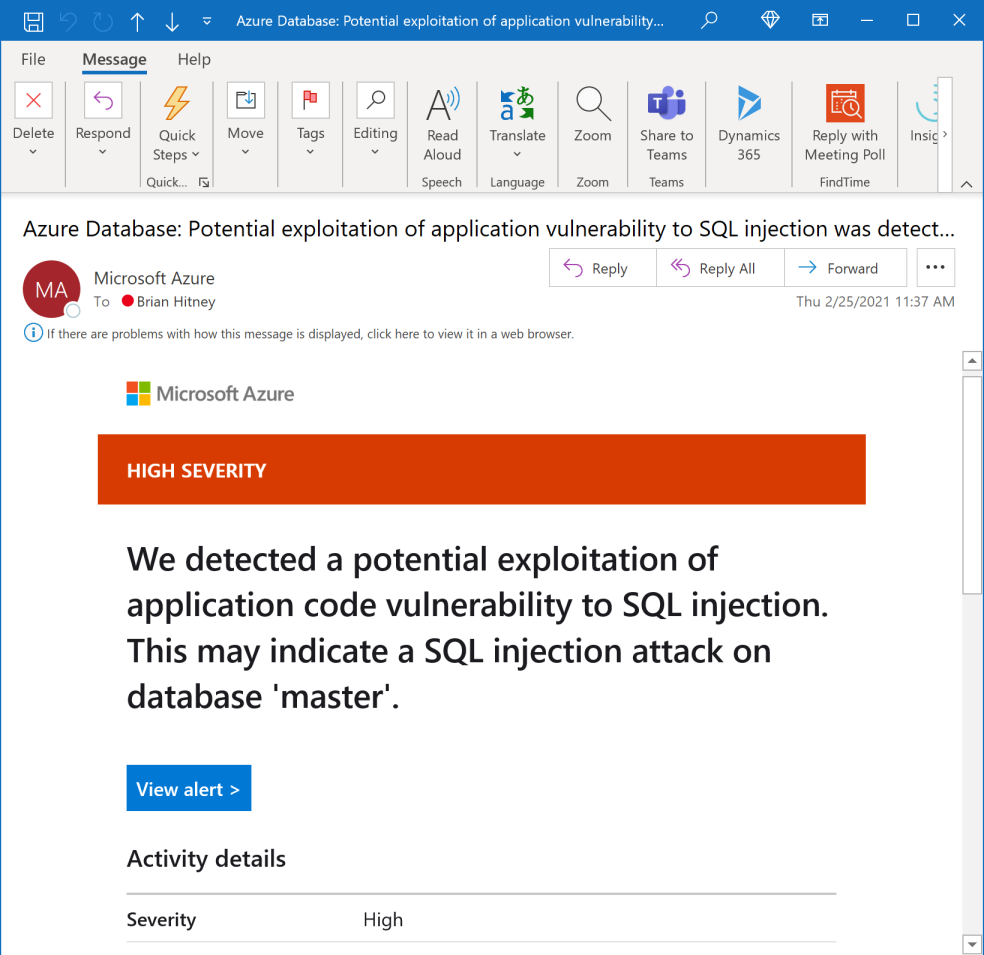 Azure Database: Potential exploitation of application vulnerability...
File Message Help
Delete
Respond
Quick
Steps
Move
Tags
Editing
Read
Aloud
Translate
Zoom
Share to
Teams
Dynamics
365
Reply with
Meeting Poll
Insig
Quick...
Speech
Language
Zoom
Teams
FindTime
Azure Database: Potential exploitation of application vulnerability to SQL injection was detect...
MA
Microsoft Azure
To Brian Hitney
Reply
Reply All
Forward
Thu 2/25/2021 11:37 AM
If there are problems with how this message is displayed, click here to view it in a web browser.
Microsoft Azure
HIGH SEVERITY
We detected a potential exploitation of
application code vulnerability to SQL injection.
This may indicate a SQL injection attack on
database 'master'.
View alert >
Activity details
Severity High